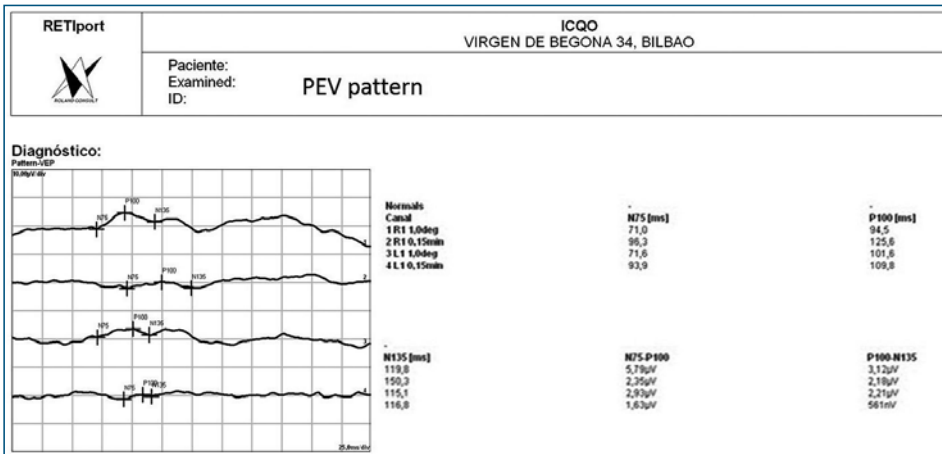 RETIport
ROLAND CONSULT
ICQO
VIRGEN DE BEGONA 34, BILBAO
Paciente:
Examined:
ID:
PEV pattern
Diagnóstico:
Pattern-VEP
10,00µV/div
N75 P100 N135 1
N75 P100 N135 2
N75 P100 N135 3
N75 P100 N135 4
25,0ms/div
Normals - -
Canal N75 [ms] P100 [ms]
1 R1 1,0deg 71,0 94,5
2 R1 0,15min 96,3 125,6
3 L1 1,0deg 71,6 101,6
4 L1 0,15min 93,9 109,8
-
N135 [ms] N75-P100 P100-N135
119,8 5,79µV 3,12µV
150,3 2,35µV 2,18µV
115,1 2,93µV 2,21µV
116,8 1,63µV 561nV